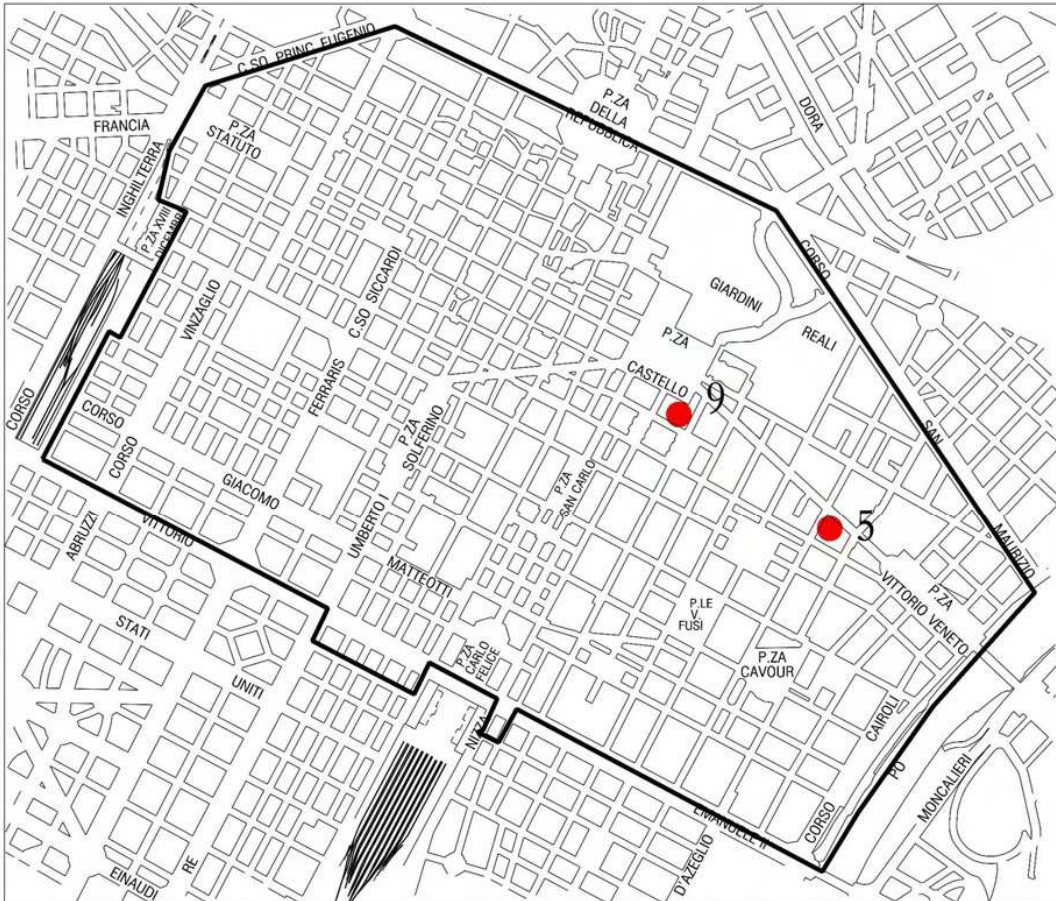 C.SO PRINC. EUGENIO
P.ZA
DELLA
REPUBBLICA
DORA
FRANCIA
P.ZA
STATUTO
INGHILTERRA
P.ZA XVIII
DICEMBRE
CORSO
GIARDINI
REALI
C.SO SICCARDI
VINZAGLIO
P.ZA
CASTELLO
9
FERRARIS
CORSO
CORSO
CORSO
P.ZA
SOLFERINO
SAN
P.ZA
SAN CARLO
GIACOMO
UMBERTO I
5
ABRUZZI
VITTORIO
MAURIZIO
MATTEOTTI
P.ZA
VITTORIO VENETO
P.LE
V.
FUSI
STATI
UNITI
P.ZA
CARLO
FELICE
P.ZA
CAVOUR
NIZZA
CAIROLI
PO
MONCALIERI
CORSO
EMANUELE II
D'AZEGLIO
RE
EINAUDI